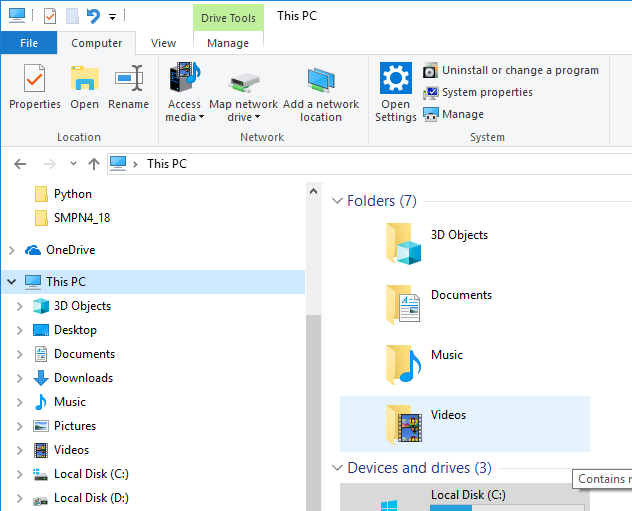 Drive Tools
This PC
File
Computer
View
Manage
Properties
Open
Rename
Access media
Map network drive
Add a network location
Open Settings
Uninstall or change a program
System properties
Manage
Location
Network
System
This PC
Python
SMPN4_18
OneDrive
This PC
3D Objects
Desktop
Documents
Downloads
Music
Pictures
Videos
Local Disk (C:)
Local Disk (D:)
Folders (7)
3D Objects
Documents
Music
Videos
Devices and drives (3)
Contains
Local Disk (C:)